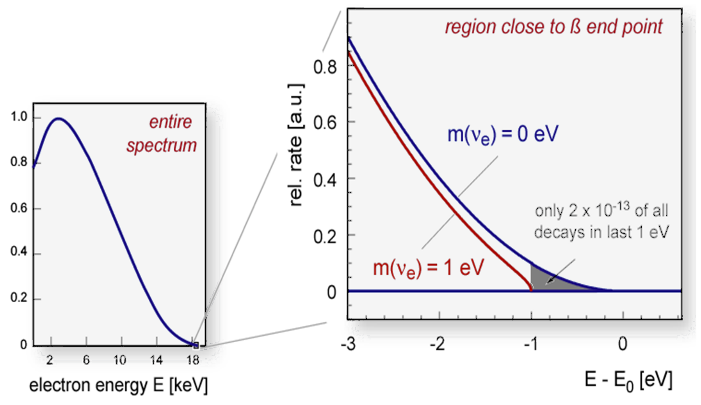 entire
spectrum
1.0
0.8
0.6
0.4
0.2
0
2 6 10 14 18
electron energy E [keV]
region close to ß end point
rel. rate [a.u.]
0.8
0.6
0.4
0.2
0
m(νe) = 0 eV
only 2 x 10-13 of all
decays in last 1 eV
m(νe) = 1 eV
-3 -2 -1 0
E - E0 [eV]